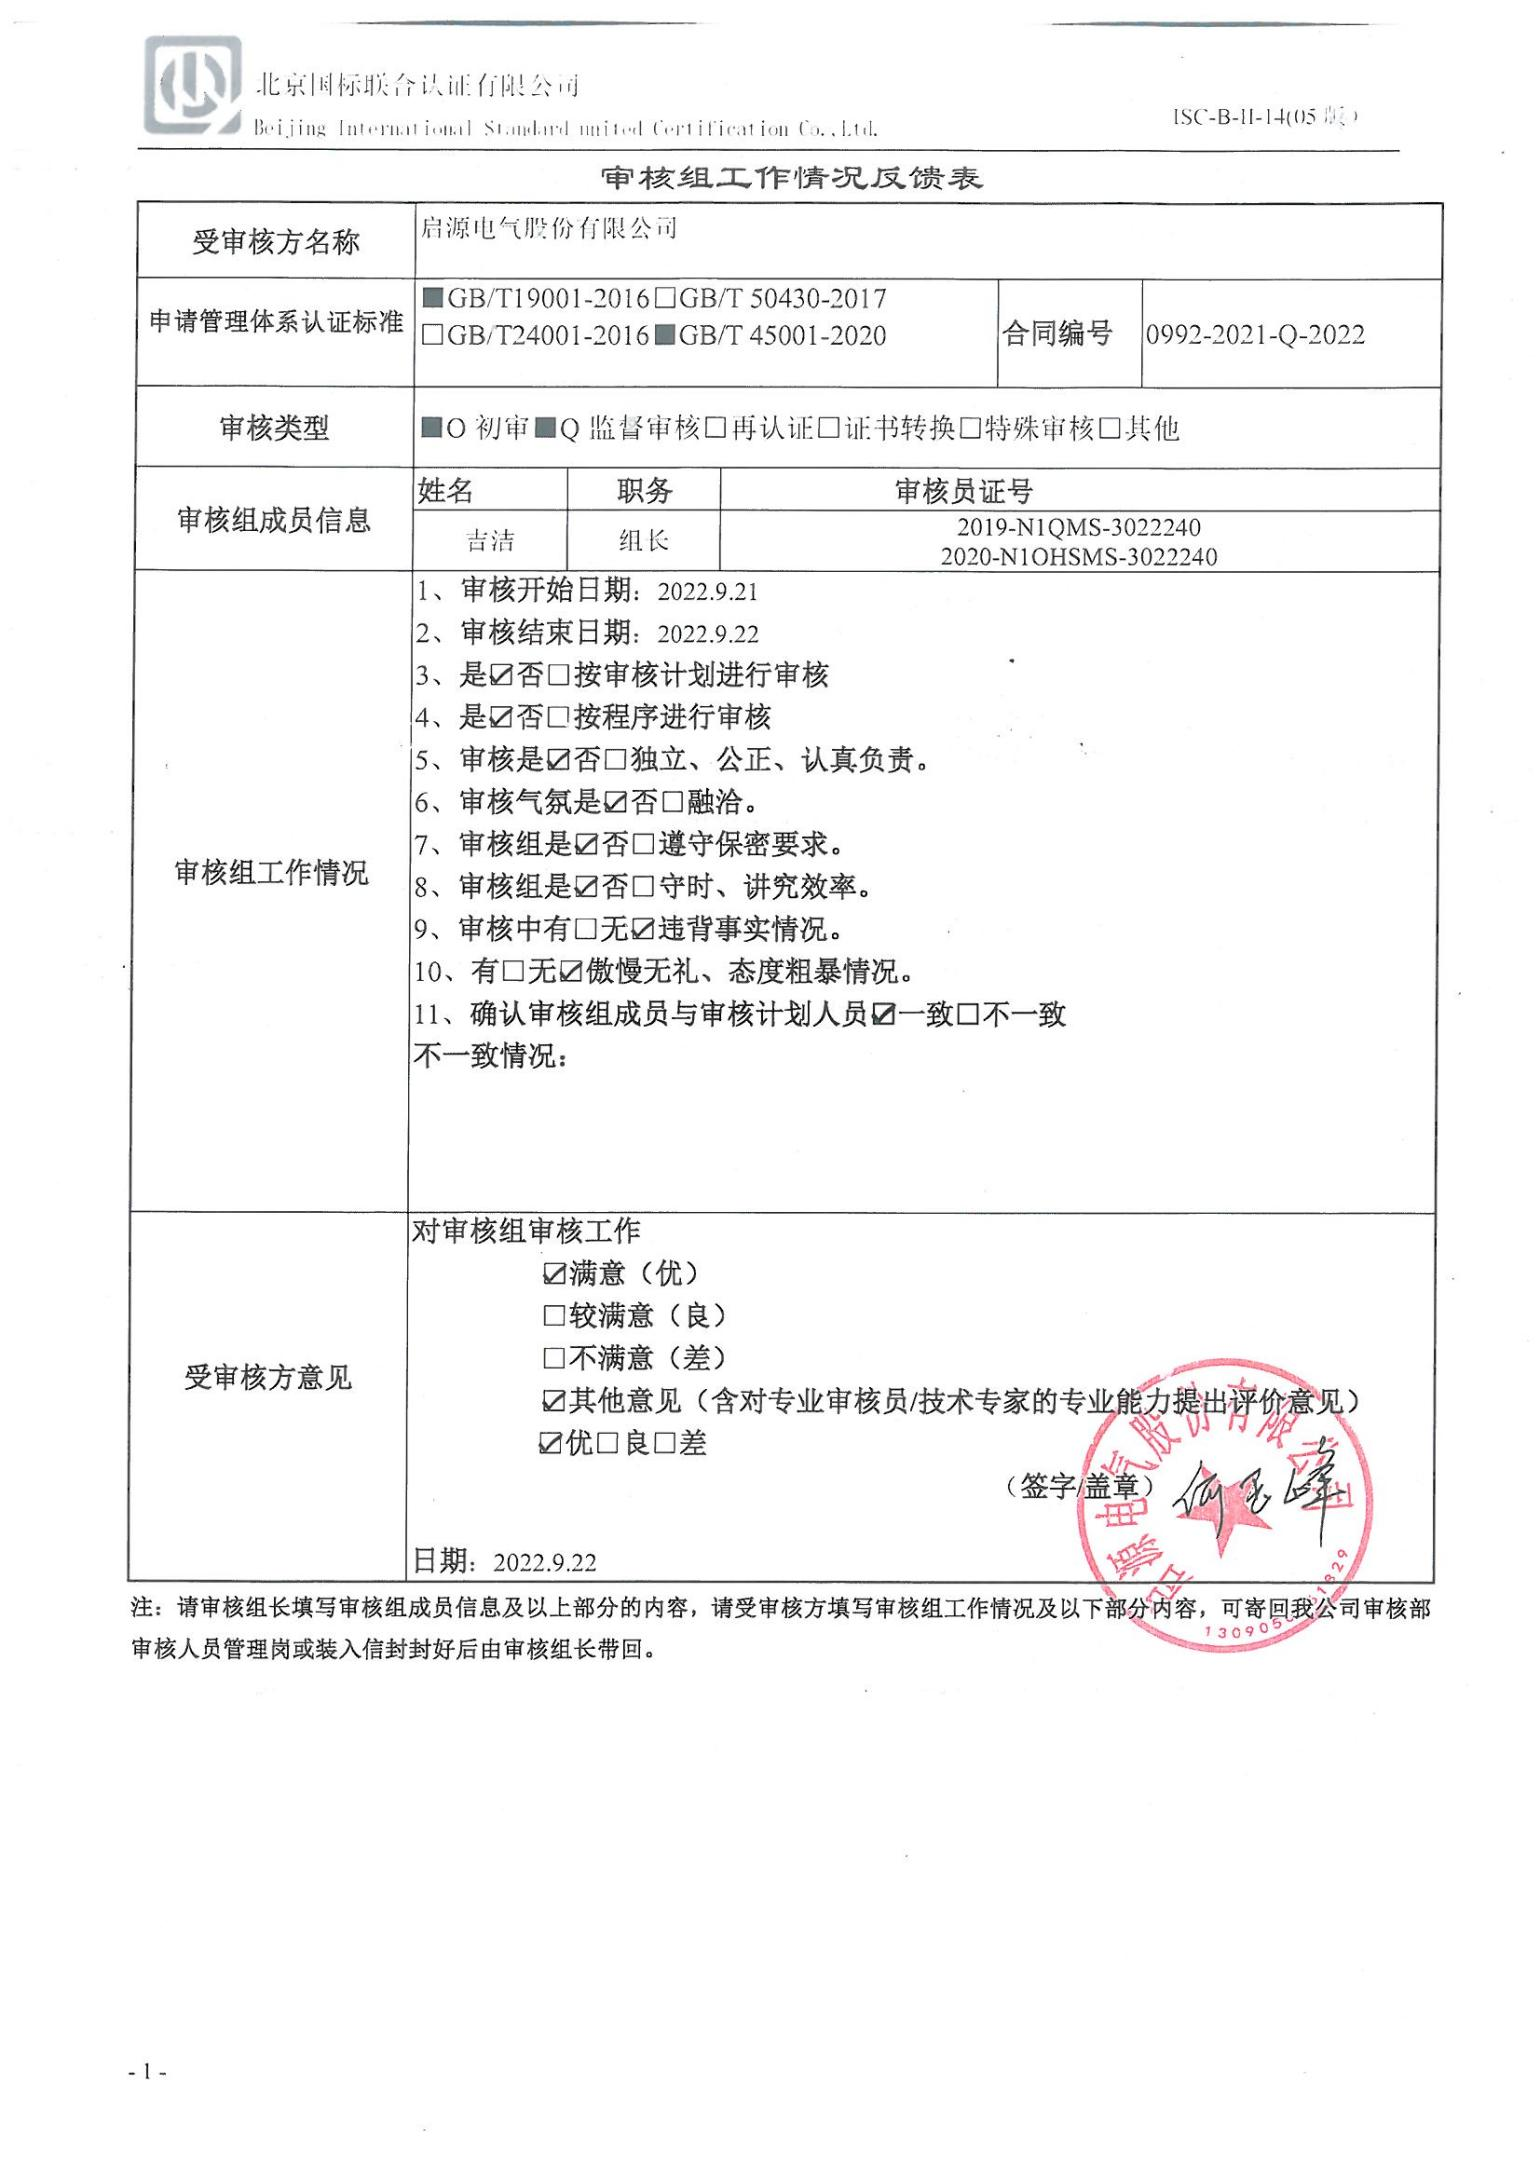 北京国标联合认证有限公司
Beijing International Standard united Certification Co.,Ltd.
ISC-B-II-14(05版)
审核组工作情况反馈表
受审核方名称
启源电气股份有限公司
申请管理体系认证标准
■GB/T19001-2016□GB/T 50430-2017
□GB/T24001-2016■GB/T 45001-2020
合同编号
0992-2021-Q-2022
审核类型
■O 初审■Q 监督审核□再认证□证书转换□特殊审核□其他
审核组成员信息
姓名 职务 审核员证号
吉洁 组长
2019-N1QMS-3022240
2020-N1OHSMS-3022240
审核组工作情况
1、审核开始日期：2022.9.21
2、审核结束日期：2022.9.22
3、是☑否□按审核计划进行审核
4、是☑否□按程序进行审核
5、审核是☑否□独立、公正、认真负责。
6、审核气氛是☑否□融洽。
7、审核组是☑否□遵守保密要求。
8、审核组是☑否□守时、讲究效率。
9、审核中有□无☑违背事实情况。
10、有□无☑傲慢无礼、态度粗暴情况。
11、确认审核组成员与审核计划人员☑一致□不一致
不一致情况：
受审核方意见
对审核组审核工作
☑满意（优）
□较满意（良）
□不满意（差）
☑其他意见（含对专业审核员/技术专家的专业能力提出评价意见）
☑优□良□差
（签字/盖章）
启源电气股份有限公司
日期：2022.9.22
注：请审核组长填写审核组成员信息及以上部分的内容，请受审核方填写审核组工作情况及以下部分内容，可寄回我公司审核部
审核人员管理岗或装入信封封好后由审核组长带回。
- 1 -